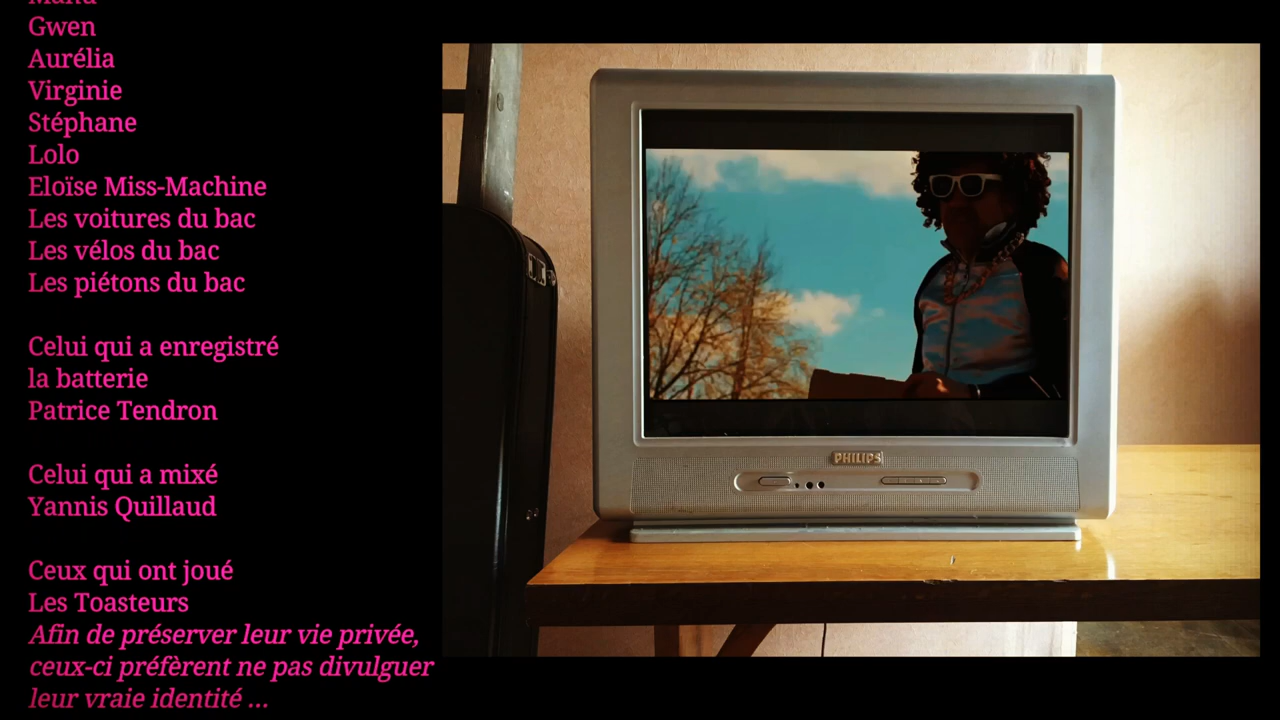 Manu
Gwen
Aurélia
Virginie
Stéphane
Lolo
Eloïse Miss-Machine
Les voitures du bac
Les vélos du bac
Les piétons du bac
Celui qui a enregistré
la batterie
Patrice Tendron
Celui qui a mixé
Yannis Quillaud
Ceux qui ont joué
Les Toasteurs
Afin de préserver leur vie privée,
ceux-ci préfèrent ne pas divulguer
leur vraie identité ...
PHILIPS